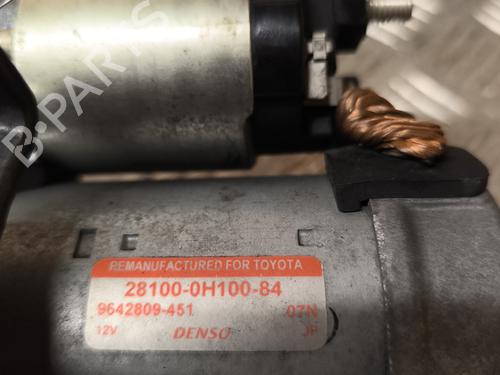 B-PARTS
REMANUFACTURED FOR TOYOTA
28100-0H100-84
9642809-451 07N
12V DENSO JP